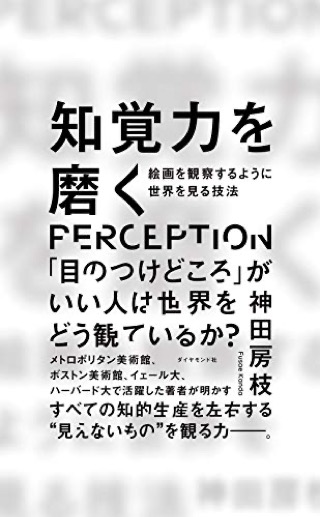 知覚力を
磨く
絵画を観察するように
世界を見る技法
PERCEPTION
「目のつけどころ」が
いい人は世界を
どう観ているか?
神田房枝
Fusae Kanda
メトロポリタン美術館、
ダイヤモンド社
ボストン美術館、イェール大、
ハーバード大で活躍した著者が明かす
すべての知的生産を左右する
“見えないもの”を観る力——。